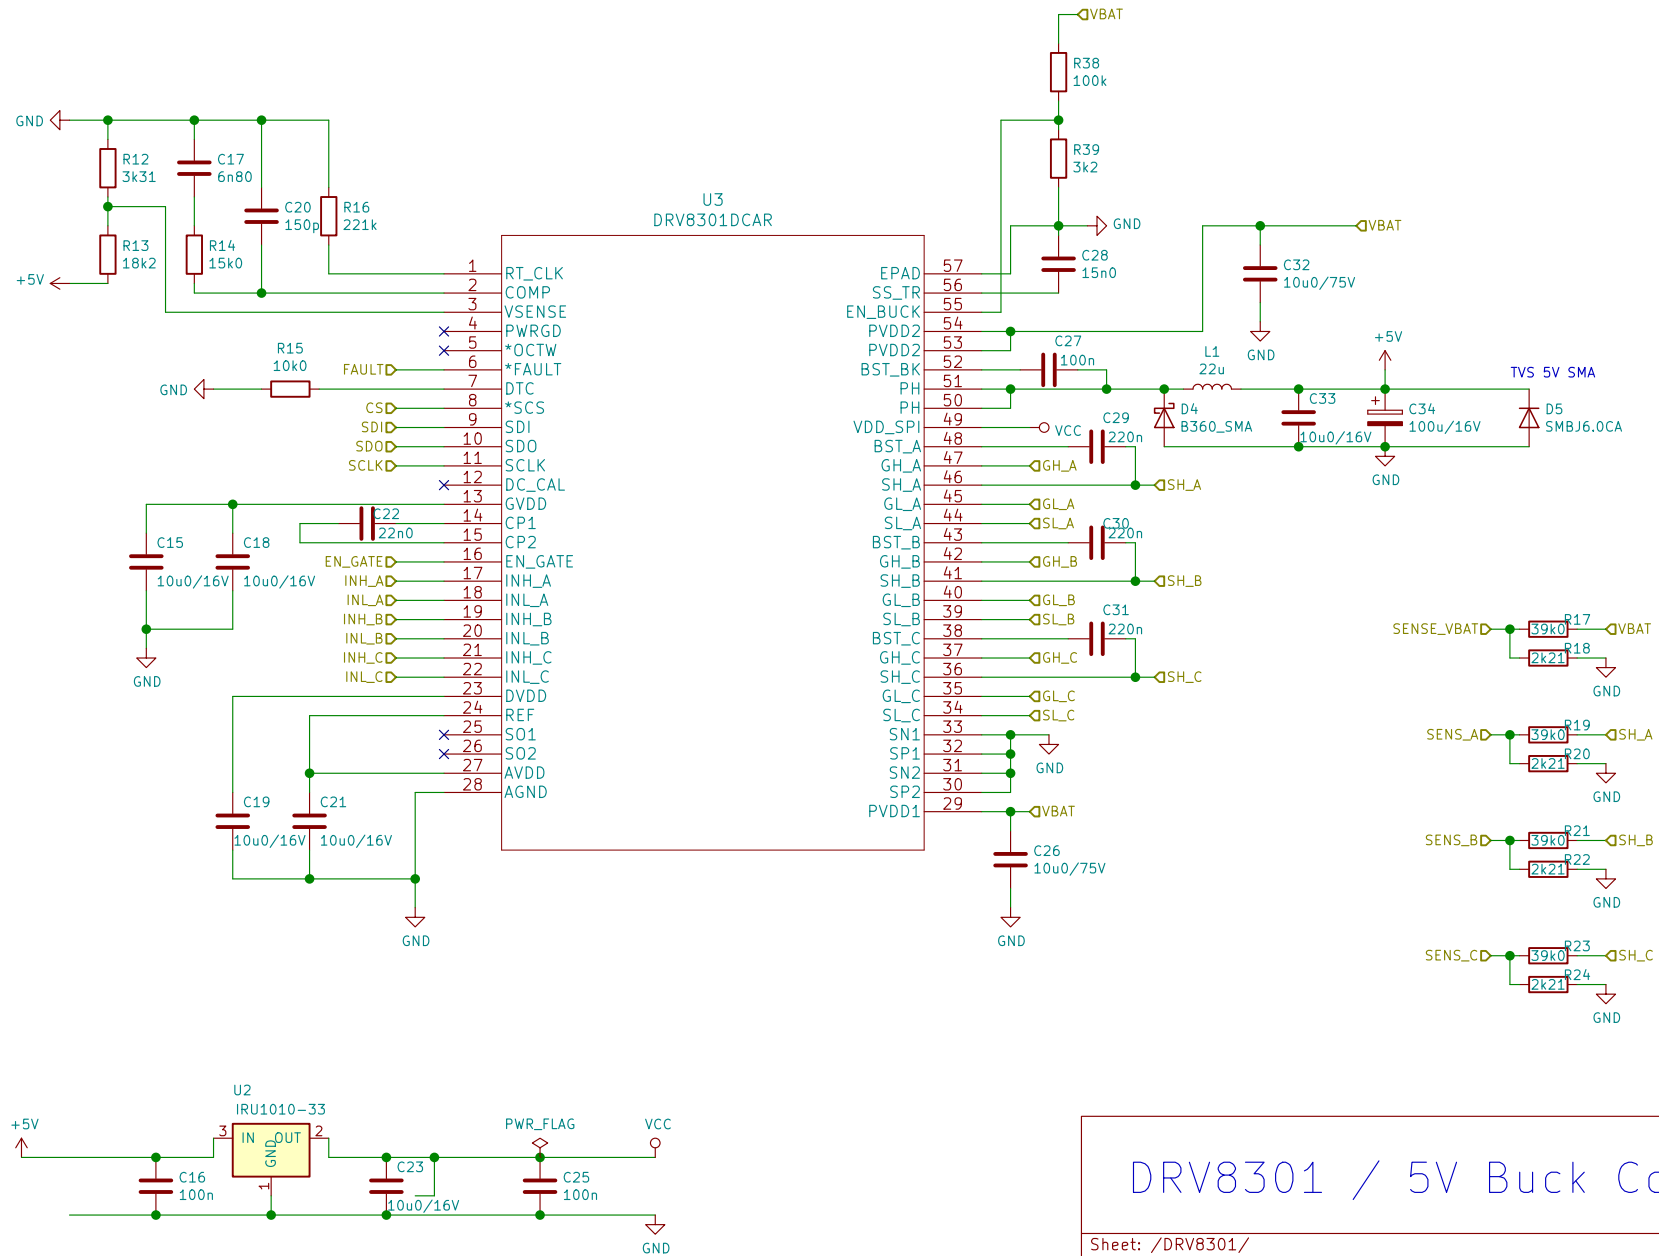 VBAT
R38
100k
GND
R12
3k31
C17
6n80
R39
3k2
C20
150p
R16
221k
U3
DRV8301DCAR
GND
VBAT
R13
18k2
R14
15k0
C28
15n0
C32
10u0/75V
+5V
1 RT_CLK
2 COMP
3 VSENSE
4 PWRGD
5 *OCTW
6 *FAULT
7 DTC
8 *SCS
9 SDI
10 SDO
11 SCLK
12 DC_CAL
13 GVDD
14 CP1
15 CP2
16 EN_GATE
17 INH_A
18 INL_A
19 INH_B
20 INL_B
21 INH_C
22 INL_C
23 DVDD
24 REF
25 SO1
26 SO2
27 AVDD
28 AGND
EPAD 57
SS_TR 56
EN_BUCK 55
PVDD2 54
PVDD2 53
BST_BK 52
PH 51
PH 50
VDD_SPI 49
BST_A 48
GH_A 47
SH_A 46
GL_A 45
SL_A 44
BST_B 43
GH_B 42
SH_B 41
GL_B 40
SL_B 39
BST_C 38
GH_C 37
SH_C 36
GL_C 35
SL_C 34
SN1 33
SP1 32
SN2 31
SP2 30
PVDD1 29
R15
10k0
GND
FAULT
CS
SDI
SDO
SCLK
C22
22n0
C15
10u0/16V
C18
10u0/16V
EN_GATE
INH_A
INL_A
INH_B
INL_B
INH_C
INL_C
GND
C19
10u0/16V
C21
10u0/16V
GND
GND
C27
100n
L1
22u
+5V
TVS 5V SMA
D4
B360_SMA
C33
10u0/16V
C34
100u/16V
D5
SMBJ6.0CA
GND
VCC
C29
220n
GH_A
SH_A
GL_A
SL_A
C30
220n
GH_B
SH_B
GL_B
SL_B
C31
220n
GH_C
SH_C
GL_C
SL_C
GND
VBAT
C26
10u0/75V
GND
SENSE_VBAT
R17
39k0
VBAT
R18
2k21
GND
SENS_A
R19
39k0
SH_A
R20
2k21
GND
SENS_B
R21
39k0
SH_B
R22
2k21
GND
SENS_C
R23
39k0
SH_C
R24
2k21
GND
U2
IRU1010-33
+5V
3 IN OUT 2
GND
1
PWR_FLAG
VCC
C16
100n
C23
10u0/16V
C25
100n
GND
DRV8301 / 5V Buck Co
Sheet: /DRV8301/